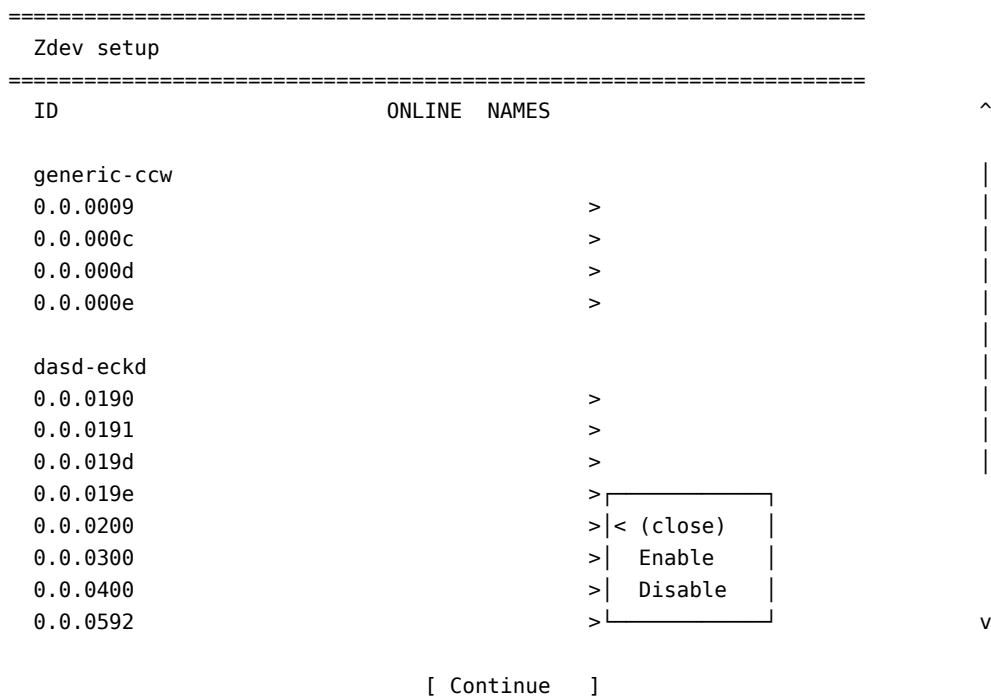 ====================================================================
  Zdev setup
====================================================================
  ID                          ONLINE  NAMES                                  ^

  generic-ccw                                                                │
  0.0.0009                                    >                              │
  0.0.000c                                    >                              │
  0.0.000d                                    >                              │
  0.0.000e                                    >                              │
                                                                             │
  dasd-eckd                                                                  │
  0.0.0190                                    >                              │
  0.0.0191                                    >                              │
  0.0.019d                                    >                              │
  0.0.019e                                    >┌────────────┐
  0.0.0200                                    >│< (close)   │
  0.0.0300                                    >│  Enable    │
  0.0.0400                                    >│  Disable   │
  0.0.0592                                    >└────────────┘                v

                                 [ Continue   ]